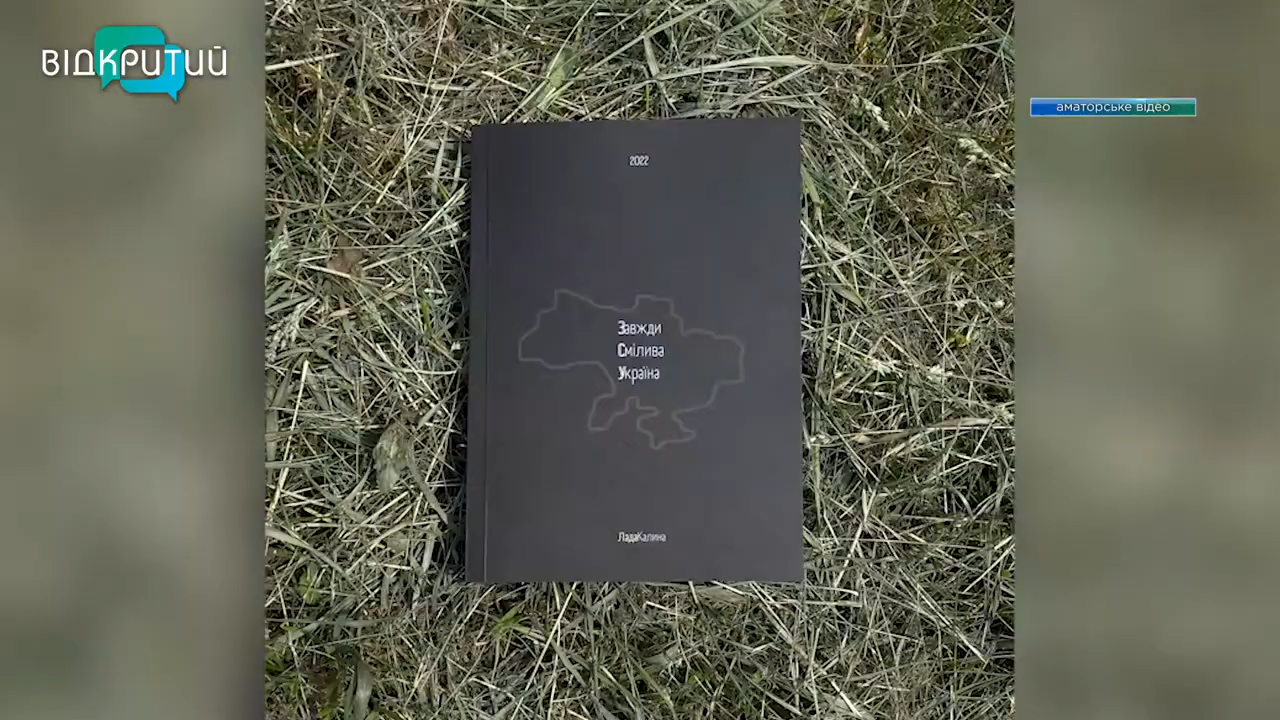 ВІДКРИТИЙ
аматорське відео
2022
Завжди
Смілива
Україна
ЛадаКалина